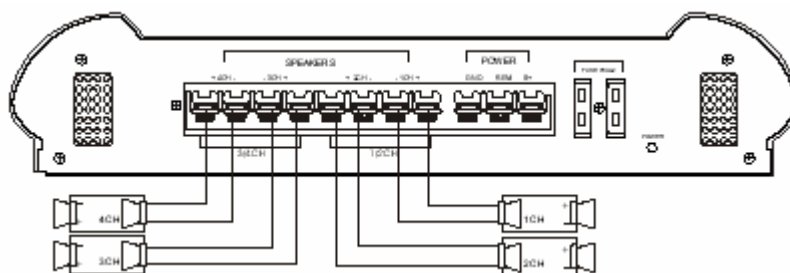 SPEAKERS POWER
+4CH- -3CH+ +2CH- -1CH+ GND REM B+
3/4CH 1/2CH POWER
4CH 1CH
3CH 2CH